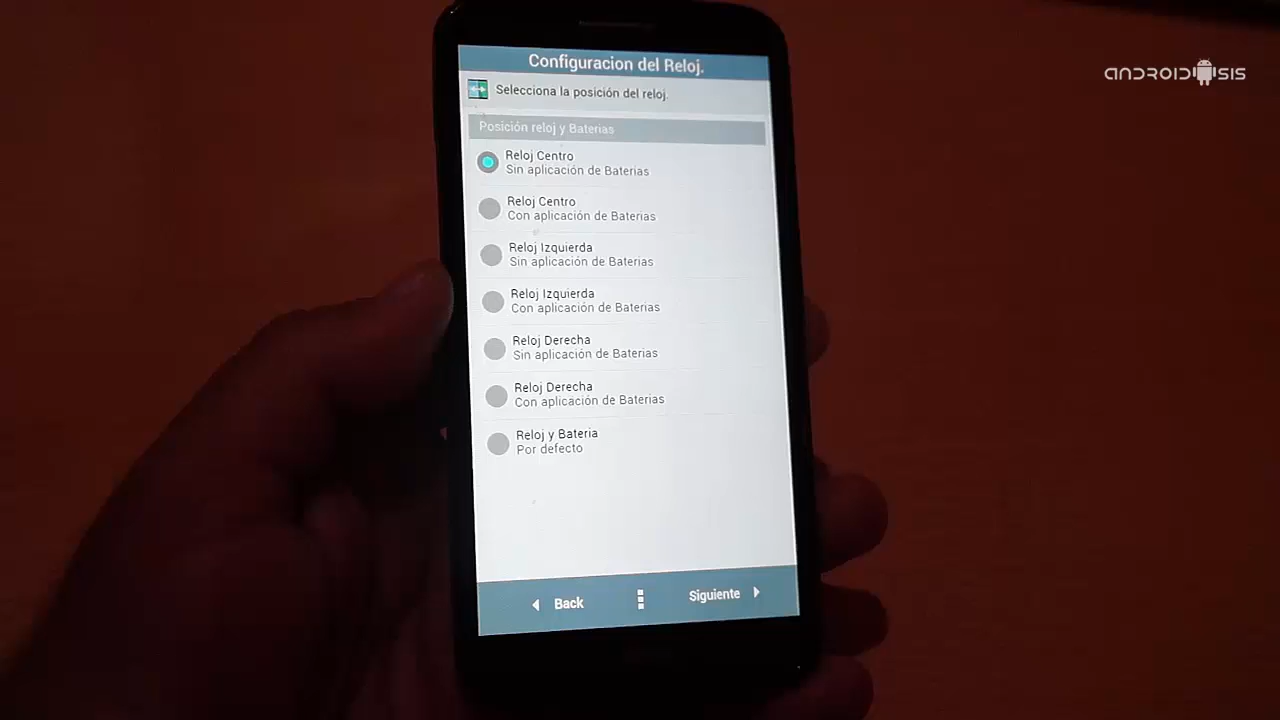 Configuracion del Reloj.
Selecciona la posición del reloj.
Posición reloj y Baterias
Reloj Centro
Sin aplicación de Baterias
Reloj Centro
Con aplicación de Baterias
Reloj Izquierda
Sin aplicación de Baterias
Reloj Izquierda
Con aplicación de Baterias
Reloj Derecha
Sin aplicación de Baterias
Reloj Derecha
Con aplicación de Baterias
Reloj y Bateria
Por defecto
Back
Siguiente
ANDROIDSIS